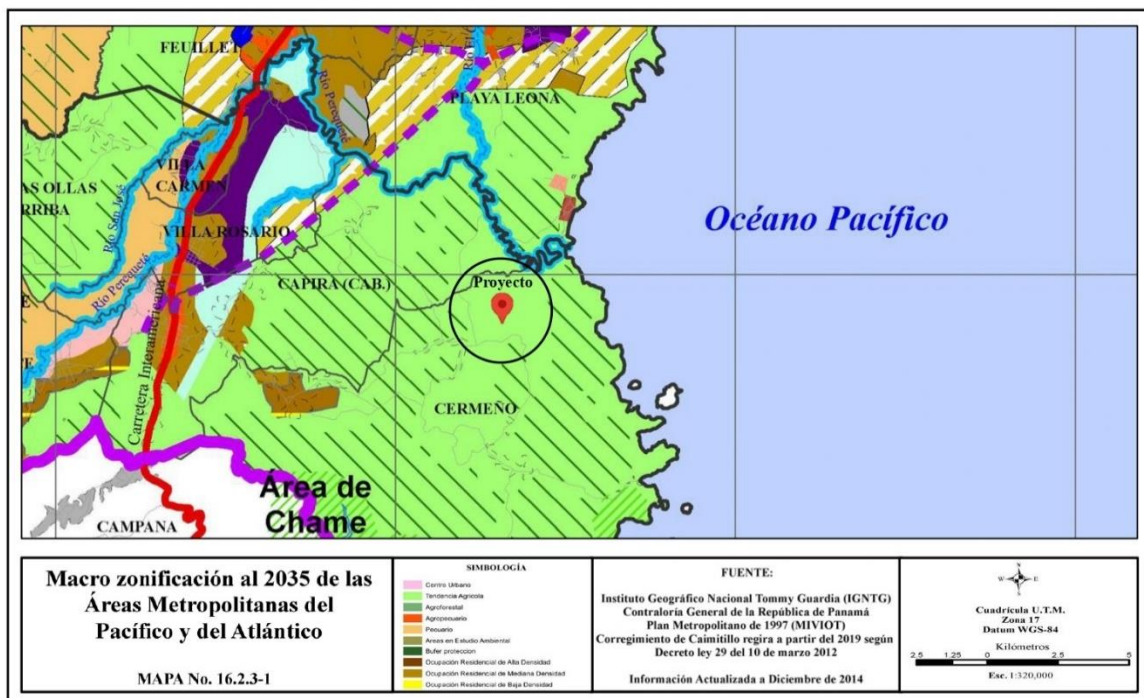 FEUILLET
Río Perequeté
PLAYA LEONA
VILLA
CARMEN
AS OLLAS
RRIBA
Río San José
VILLA ROSARIO
Océano Pacífico
Río Perequeté
CAPIRA (CAB.)
Proyecto
Carretera Interamericana
CERMEÑO
Área de
Chame
CAMPANA
Macro zonificación al 2035 de las
Áreas Metropolitanas del
Pacífico y del Atlántico
MAPA No. 16.2.3-1
SIMBOLOGÍA
Centro Urbano
Tendencia Agrícola
Agroforestal
Agropecuario
Pecuario
Areas en Estudio Ambiental
Bufer proteccion
Ocupación Residencial de Alta Densidad
Ocupación Residencial de Mediana Densidad
Ocupación Residencial de Baja Densidad
FUENTE:
Instituto Geográfico Nacional Tommy Guardia (IGNTG)
Contraloría General de la República de Panamá
Plan Metropolitano de 1997 (MIVIOT)
Corregimiento de Caimitillo regira a partir del 2019 según
Decreto ley 29 del 10 de marzo 2012
Información Actualizada a Diciembre de 2014
N
W E
S
Cuadrícula U.T.M.
Zona 17
Datum WGS-84
Kilómetros
2.5 1.25 0 2.5 5
Esc. 1:320,000